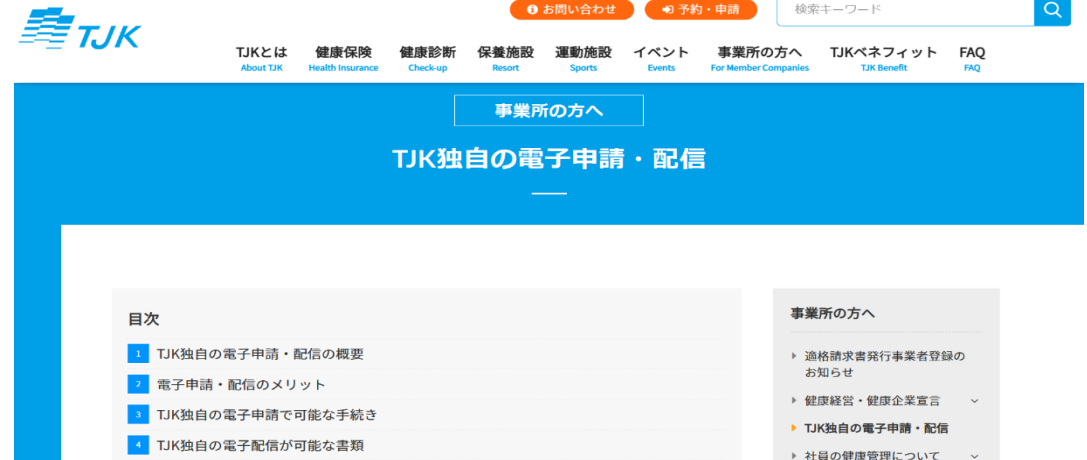 TJK
お問い合わせ
予約・申請
検索キーワード
TJKとは
About TJK
健康保険
Health Insurance
健康診断
Check-up
保養施設
Resort
運動施設
Sports
イベント
Events
事業所の方へ
For Member Companies
TJKベネフィット
TJK Benefit
FAQ
FAQ
事業所の方へ
TJK独自の電子申請・配信
目次
1 TJK独自の電子申請・配信の概要
2 電子申請・配信のメリット
3 TJK独自の電子申請で可能な手続き
4 TJK独自の電子配信が可能な書類
事業所の方へ
適格請求書発行事業者登録の
お知らせ
健康経営・健康企業宣言
TJK独自の電子申請・配信
社員の健康管理について